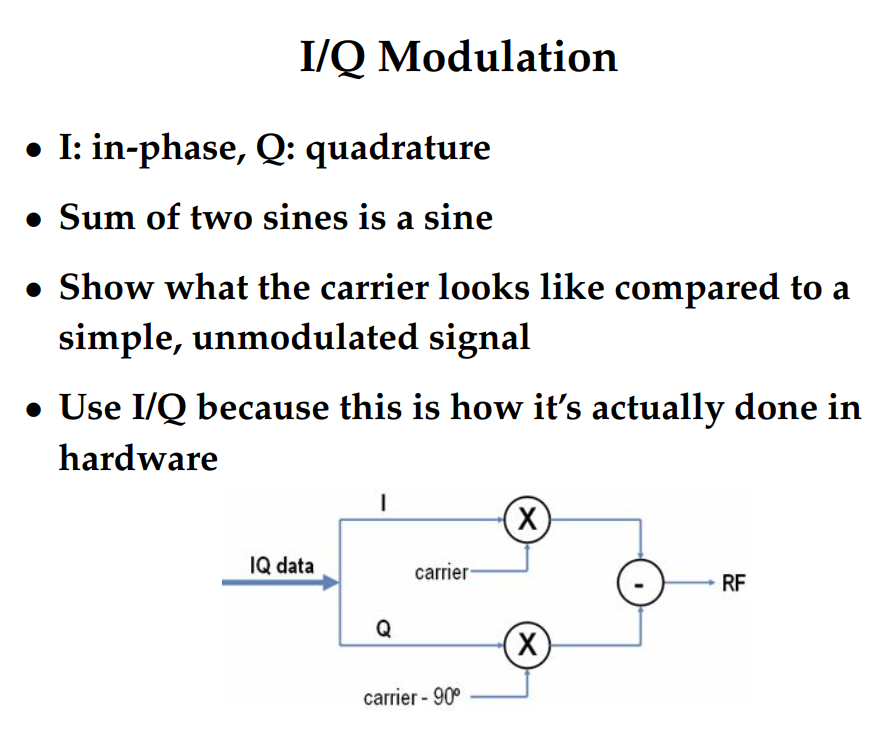 I/Q Modulation
• I: in-phase, Q: quadrature
• Sum of two sines is a sine
• Show what the carrier looks like compared to a
simple, unmodulated signal
• Use I/Q because this is how it’s actually done in
hardware
I
X
IQ data
carrier
-
RF
Q
X
carrier - 90º